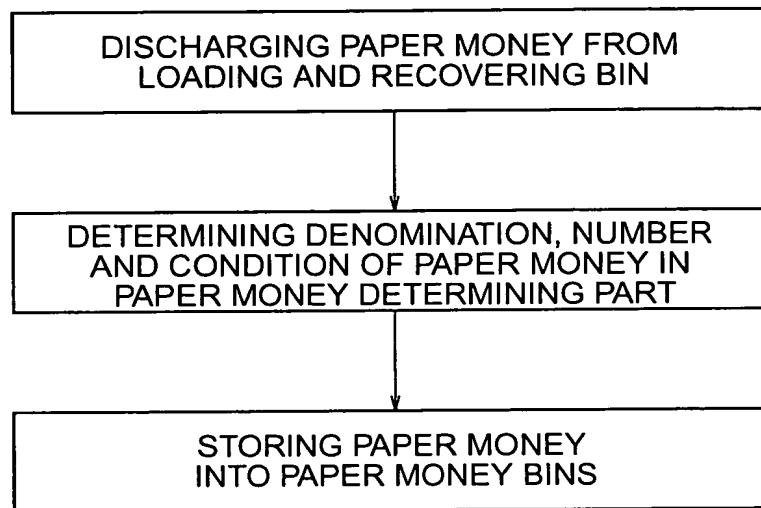 DISCHARGING PAPER MONEY FROM
LOADING AND RECOVERING BIN
DETERMINING DENOMINATION, NUMBER
AND CONDITION OF PAPER MONEY IN
PAPER MONEY DETERMINING PART
STORING PAPER MONEY
INTO PAPER MONEY BINS